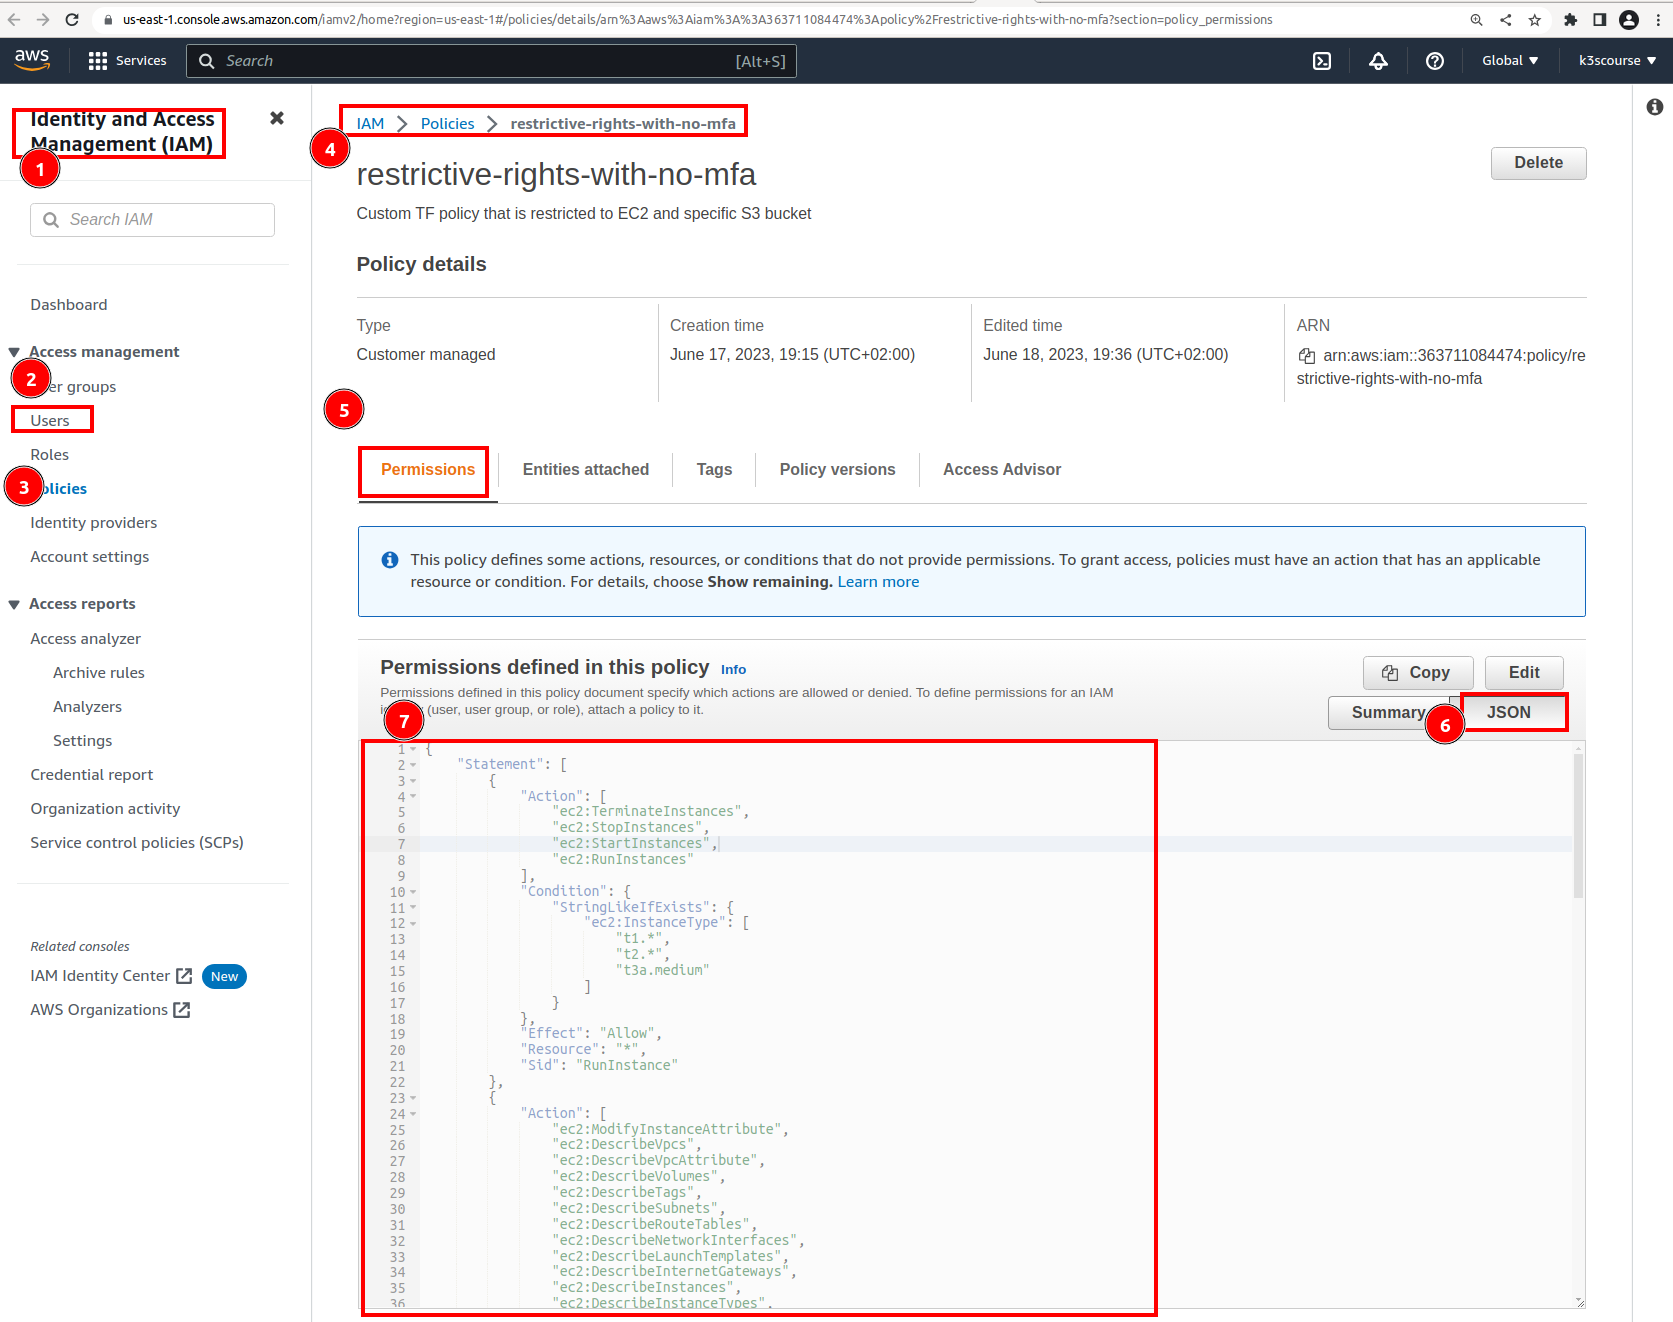 us-east-1.console.aws.amazon.com/iamv2/home?region=us-east-1#/policies/details/arn%3Aaws%3Aiam%3A%3A363711084474%3Apolicy%2Frestrictive-rights-with-no-mfa?section=policy_permissions
aws Services Search [Alt+S] Global k3scourse
Identity and Access
Management (IAM)
1
Search IAM
Dashboard
Access management
2
er groups
Users
Roles
3
olicies
Identity providers
Account settings
Access reports
Access analyzer
Archive rules
Analyzers
Settings
Credential report
Organization activity
Service control policies (SCPs)
Related consoles
IAM Identity Center New
AWS Organizations
IAM > Policies > restrictive-rights-with-no-mfa
4
restrictive-rights-with-no-mfa
Delete
Custom TF policy that is restricted to EC2 and specific S3 bucket
Policy details
Type
Customer managed
Creation time
June 17, 2023, 19:15 (UTC+02:00)
Edited time
June 18, 2023, 19:36 (UTC+02:00)
ARN
arn:aws:iam::363711084474:policy/re
strictive-rights-with-no-mfa
5
Permissions Entities attached Tags Policy versions Access Advisor
This policy defines some actions, resources, or conditions that do not provide permissions. To grant access, policies must have an action that has an applicable
resource or condition. For details, choose Show remaining. Learn more
Permissions defined in this policy Info
Copy Edit
Permissions defined in this policy document specify which actions are allowed or denied. To define permissions for an IAM
(user, user group, or role), attach a policy to it.
Summary 6 JSON
7
1 {
2 "Statement": [
3 {
4 "Action": [
5 "ec2:TerminateInstances",
6 "ec2:StopInstances",
7 "ec2:StartInstances",
8 "ec2:RunInstances"
9 ],
10 "Condition": {
11 "StringLikeIfExists": {
12 "ec2:InstanceType": [
13 "t1.*",
14 "t2.*",
15 "t3a.medium"
16 ]
17 }
18 },
19 "Effect": "Allow",
20 "Resource": "*",
21 "Sid": "RunInstance"
22 },
23 {
24 "Action": [
25 "ec2:ModifyInstanceAttribute",
26 "ec2:DescribeVpcs",
27 "ec2:DescribeVpcAttribute",
28 "ec2:DescribeVolumes",
29 "ec2:DescribeTags",
30 "ec2:DescribeSubnets",
31 "ec2:DescribeRouteTables",
32 "ec2:DescribeNetworkInterfaces",
33 "ec2:DescribeLaunchTemplates",
34 "ec2:DescribeInternetGateways",
35 "ec2:DescribeInstances",
36 "ec2:DescribeInstanceTypes",